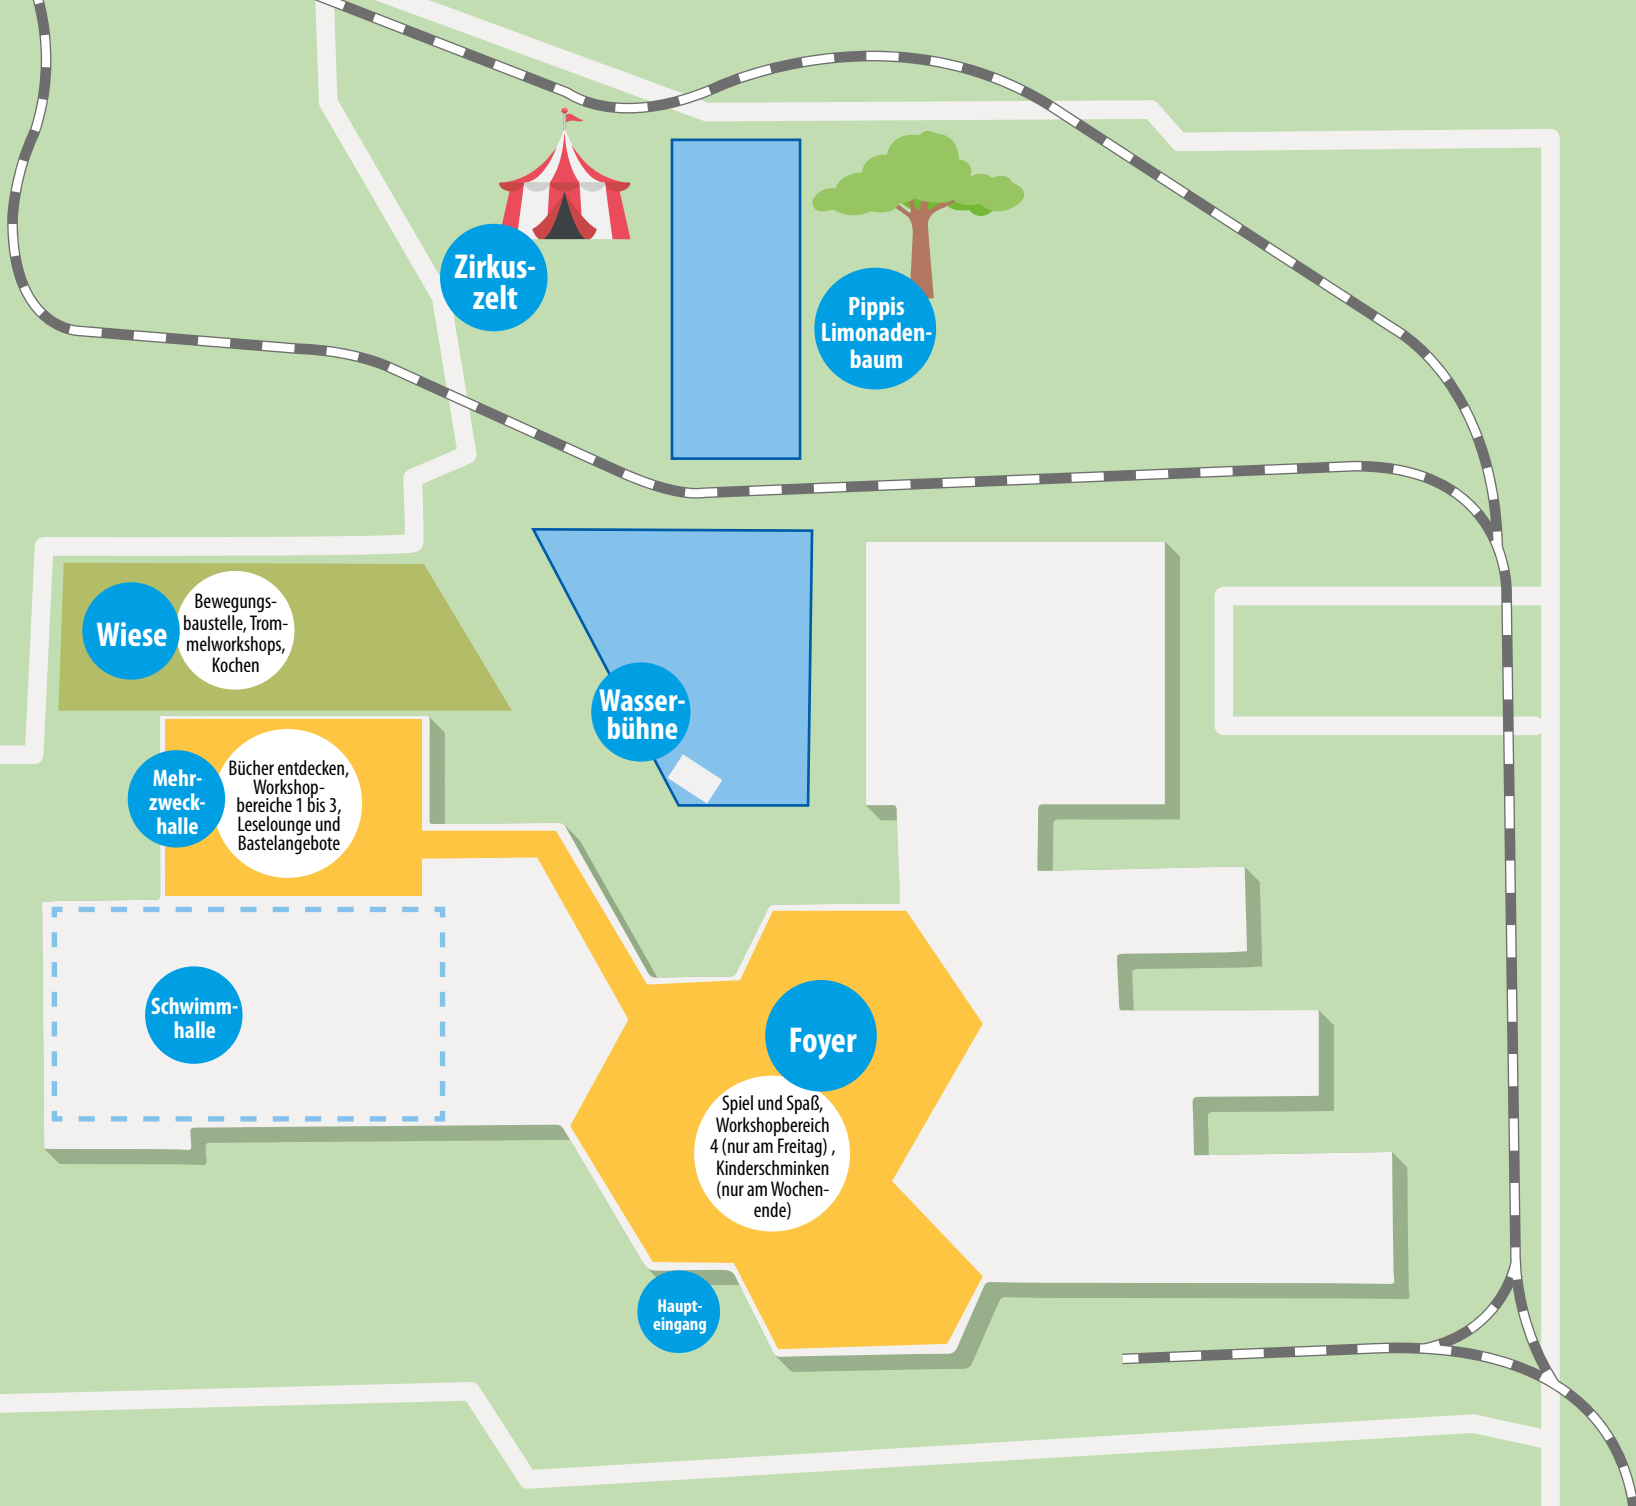 Zirkus-
zelt
Pippis
Limonaden-
baum
Wiese
Bewegungs-
baustelle, Trom-
melworkshops,
Kochen
Wasser-
bühne
Mehr-
zweck-
halle
Bücher entdecken,
Workshop-
bereiche 1 bis 3,
Leselounge und
Bastelangebote
Schwimm-
halle
Foyer
Spiel und Spaß,
Workshopbereich
4 (nur am Freitag) ,
Kinderschminken
(nur am Wochen-
ende)
Haupt-
eingang